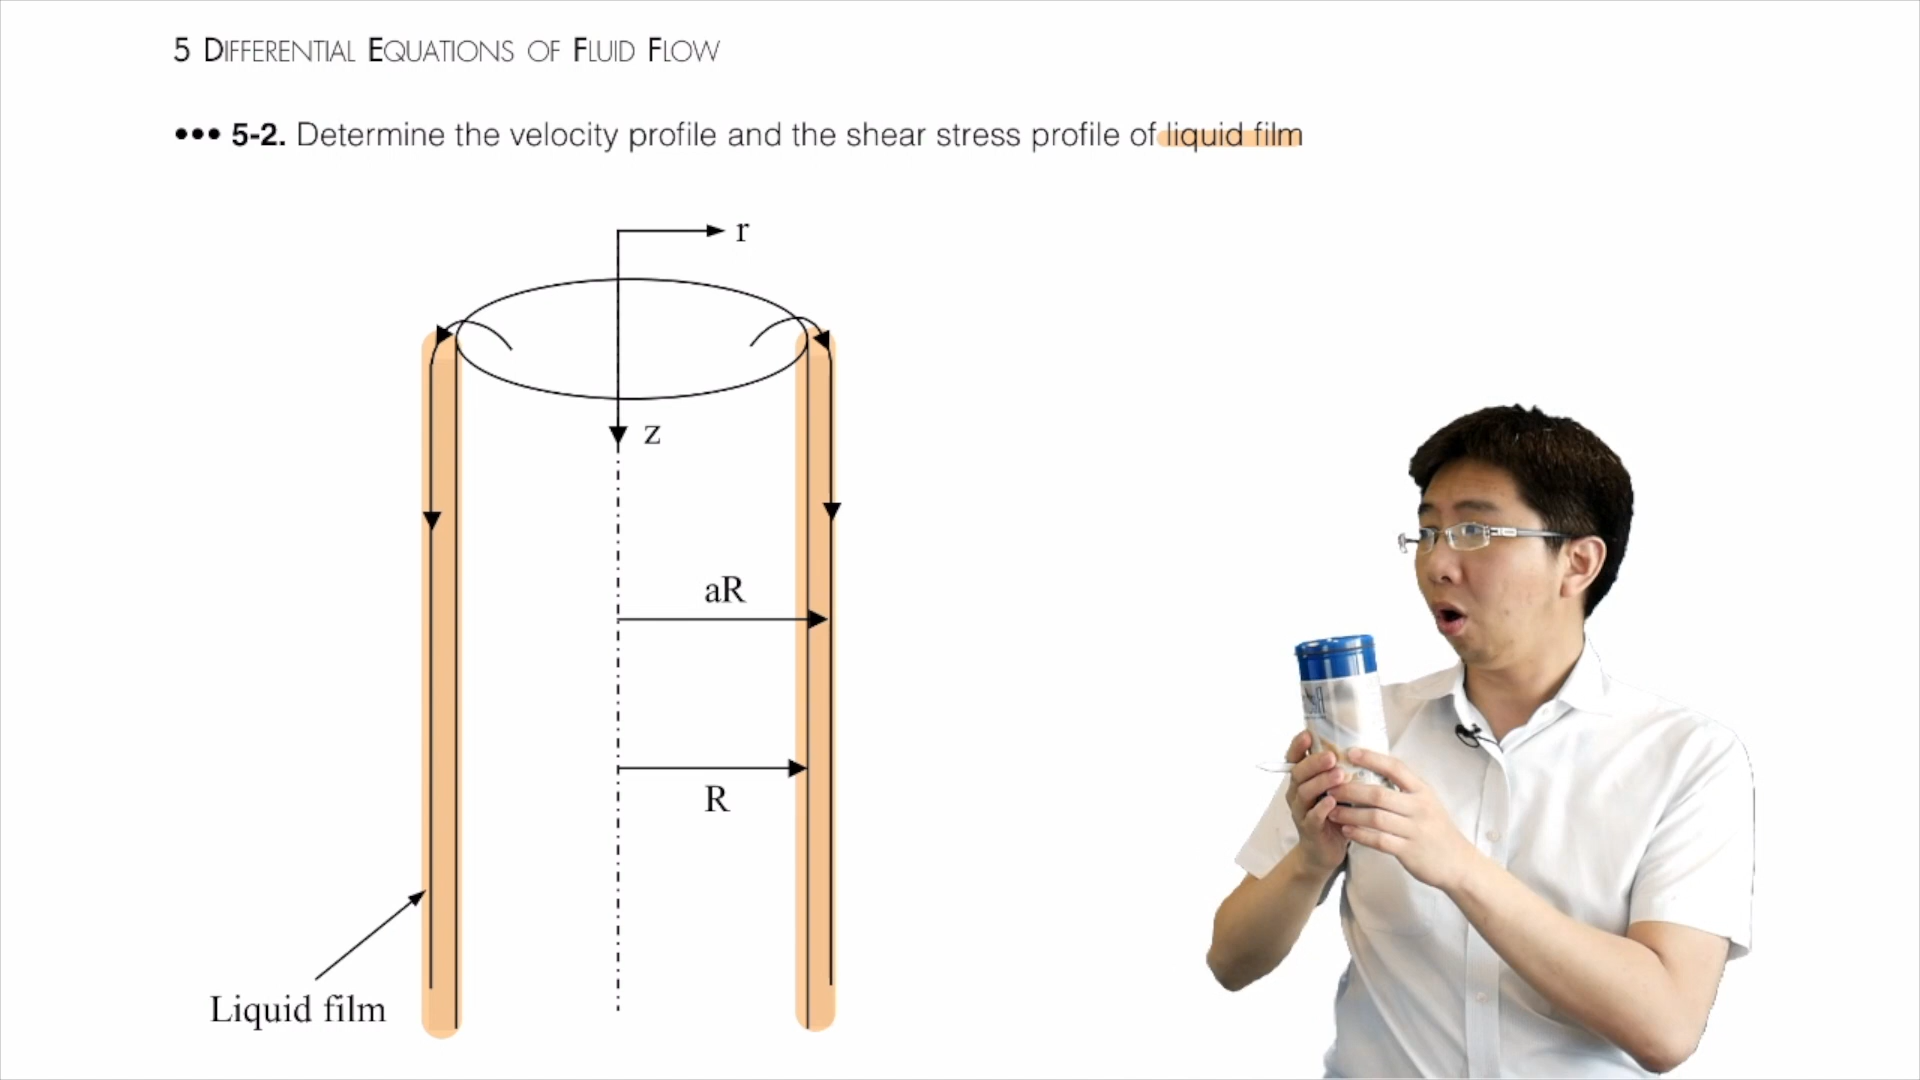 5 DIFFERENTIAL EQUATIONS OF FLUID FLOW
••• 5-2. Determine the velocity profile and the shear stress profile of liquid film
r
z
aR
R
Liquid film